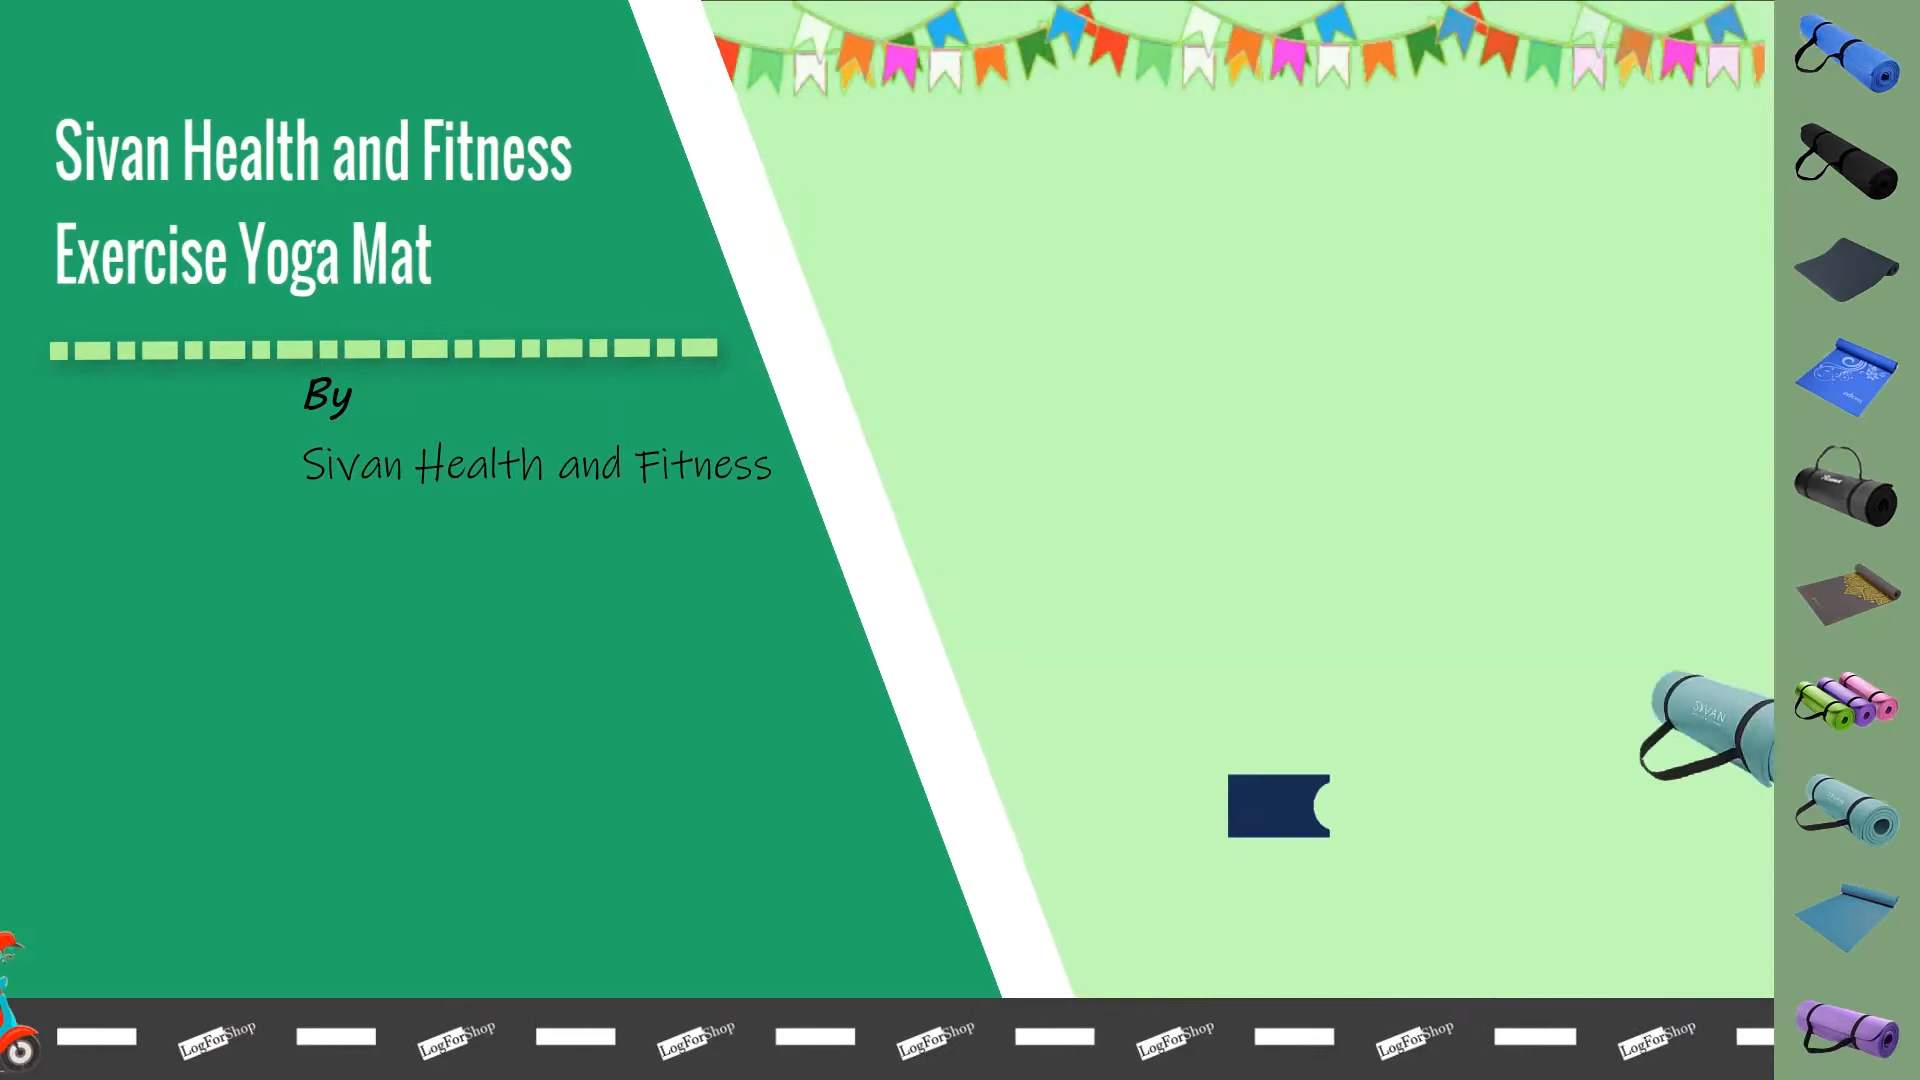 Sivan Health and Fitness
Exercise Yoga Mat
By
Sivan Health and Fitness
SIVAN
LogForShop
LogForShop
LogForShop
LogForShop
LogForShop
LogForShop
LogForShop